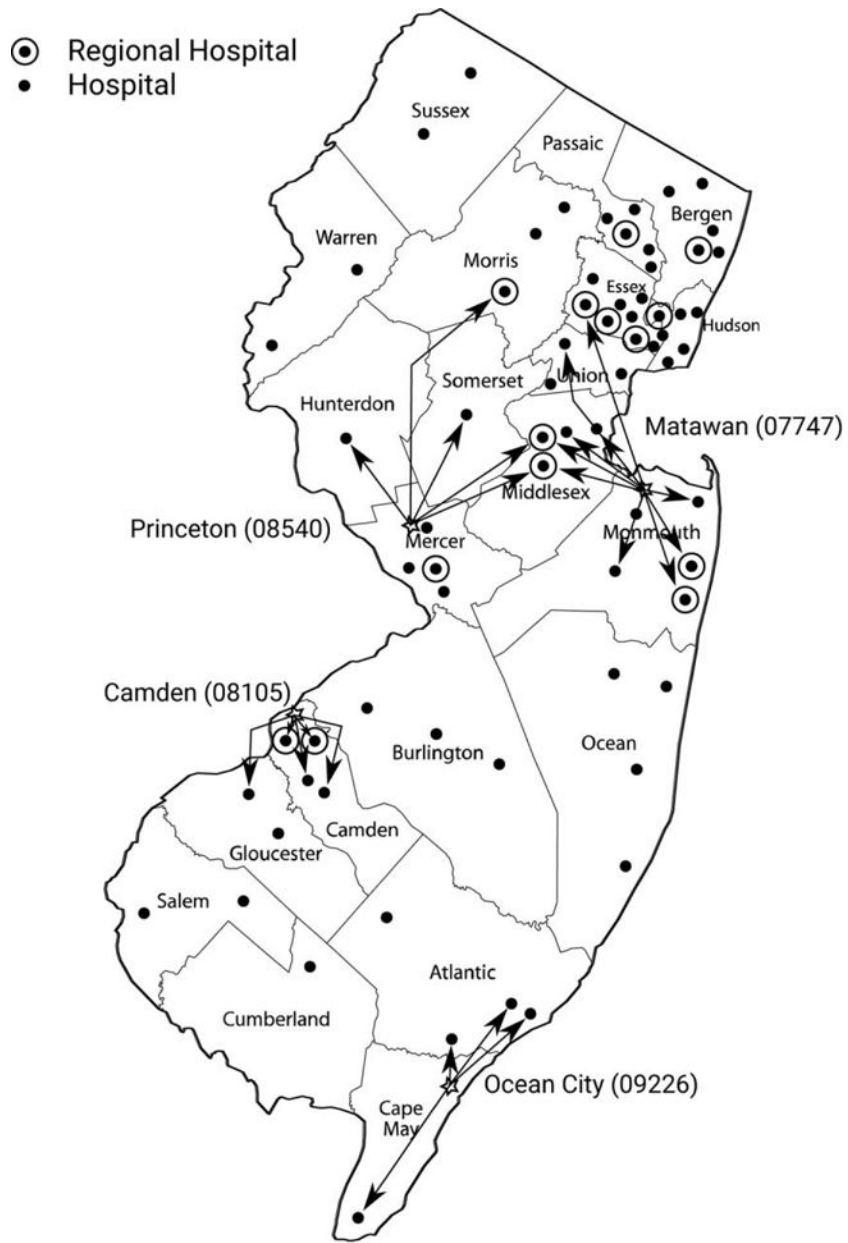 Regional Hospital
Hospital
Sussex
Passaic
Bergen
Warren
Morris
Essex
Hudson
Union
Somerset
Hunterdon
Matawan (07747)
Middlesex
Princeton (08540)
Monmouth
Mercer
Camden (08105)
Burlington
Ocean
Camden
Gloucester
Salem
Atlantic
Cumberland
Ocean City (09226)
Cape
May